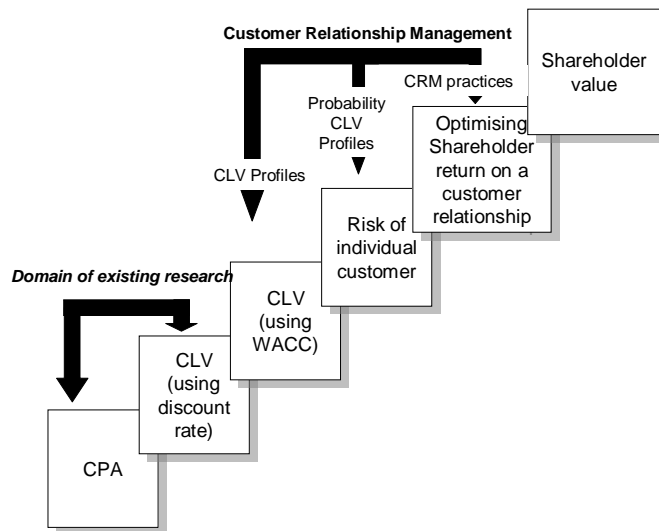 Customer Relationship Management
CRM practices
Probability
CLV
Profiles
CLV Profiles
Shareholder
value
Optimising
Shareholder
return on a
customer
relationship
Risk of
individual
customer
Domain of existing research
CLV
(using
WACC)
CLV
(using
discount
rate)
CPA